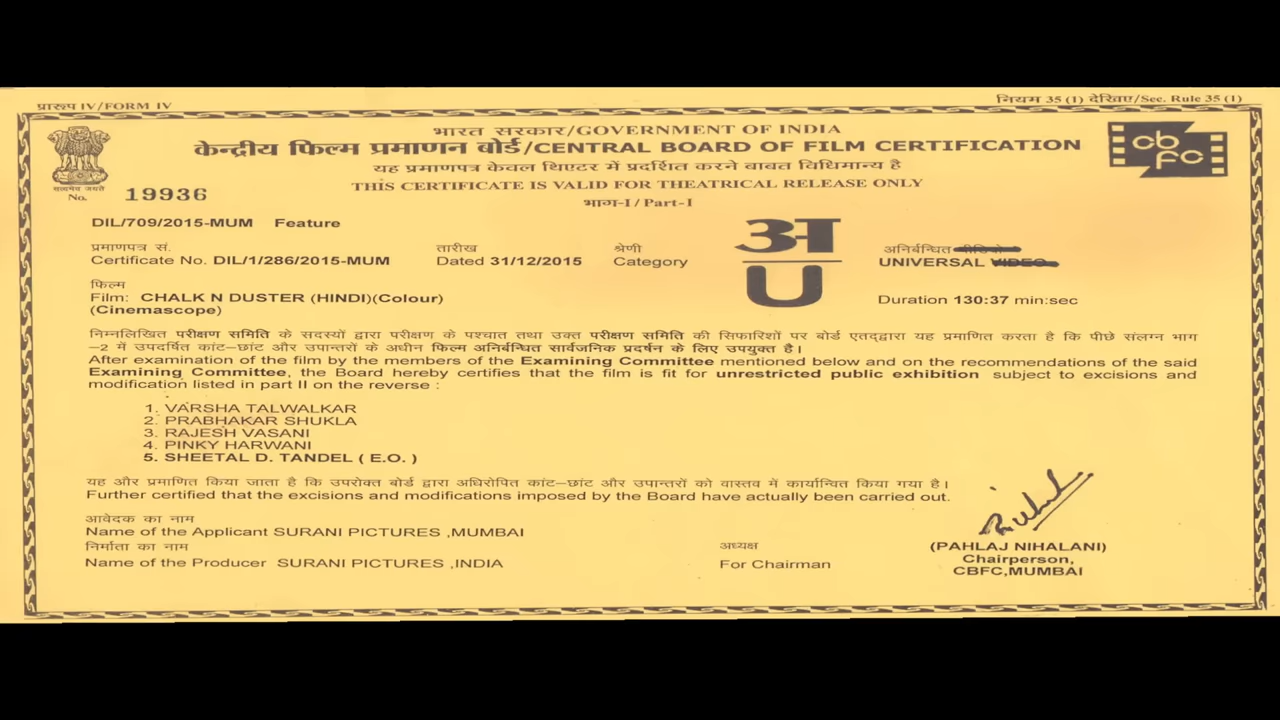 प्रारूप IV/FORM IV
नियम 35 (1) देखिए/Sec. Rule 35 (1)
भारत सरकार/GOVERNMENT OF INDIA
केन्द्रीय फिल्म प्रमाणन बोर्ड/CENTRAL BOARD OF FILM CERTIFICATION
cb
fc
यह प्रमाणपत्र केवल थिएटर में प्रदर्शित करने बाबत विधिमान्य है
THIS CERTIFICATE IS VALID FOR THEATRICAL RELEASE ONLY
सत्यमेव जयते
No. 19936
भाग-I/Part-I
DIL/709/2015-MUM Feature
प्रमाणपत्र सं. तारीख श्रेणी अ अनिर्बन्धित
Certificate No. DIL/1/286/2015-MUM Dated 31/12/2015 Category U UNIVERSAL VIDEO
फिल्म
Film: CHALK N DUSTER (HINDI)(Colour) Duration 130:37 min:sec
(Cinemascope)
निम्नलिखित परीक्षण समिति के सदस्यों द्वारा परीक्षण के पश्चात तथा उक्त परीक्षण समिति की सिफारिशों पर बोर्ड एतद्द्वारा यह प्रमाणित करता है कि पीछे संलग्न भाग
–2 में उपदर्षित कांट–छांट और उपान्तरों के अधीन फिल्म अनिर्बन्धित सार्वजनिक प्रदर्षन के लिए उपयुक्त है।
After examination of the film by the members of the Examining Committee mentioned below and on the recommendations of the said
Examining Committee, the Board hereby certifies that the film is fit for unrestricted public exhibition subject to excisions and
modification listed in part II on the reverse :
1. VARSHA TALWALKAR
2. PRABHAKAR SHUKLA
3. RAJESH VASANI
4. PINKY HARWANI
5. SHEETAL D. TANDEL ( E.O. )
यह और प्रमाणित किया जाता है कि उपरोक्त बोर्ड द्वारा अधिरोपित कांट–छांट और उपान्तरों को वास्तव में कार्यान्वित किया गया है।
Further certified that the excisions and modifications imposed by the Board have actually been carried out.
आवेदक का नाम
Name of the Applicant SURANI PICTURES ,MUMBAI
निर्माता का नाम अध्यक्ष (PAHLAJ NIHALANI)
Name of the Producer SURANI PICTURES ,INDIA For Chairman Chairperson,
CBFC,MUMBAI